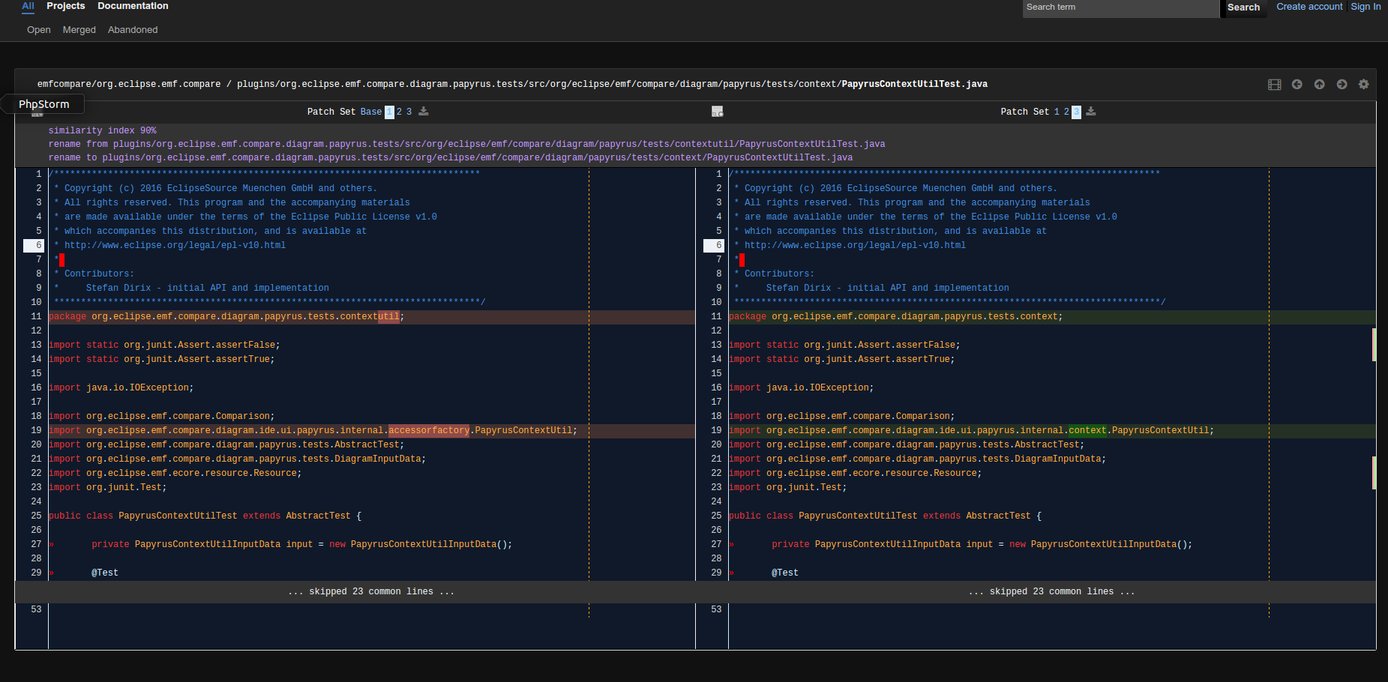 All Projects Documentation
Search term Search Create account Sign In
Open Merged Abandoned
emfcompare/org.eclipse.emf.compare / plugins/org.eclipse.emf.compare.diagram.papyrus.tests/src/org/eclipse/emf/compare/diagram/papyrus/tests/context/PapyrusContextUtilTest.java
PhpStorm
Patch Set Base 1 2 3
Patch Set 1 2 3
similarity index 90%
rename from plugins/org.eclipse.emf.compare.diagram.papyrus.tests/src/org/eclipse/emf/compare/diagram/papyrus/tests/contextutil/PapyrusContextUtilTest.java
rename to plugins/org.eclipse.emf.compare.diagram.papyrus.tests/src/org/eclipse/emf/compare/diagram/papyrus/tests/context/PapyrusContextUtilTest.java
1 /*******************************************************************************
2 * Copyright (c) 2016 EclipseSource Muenchen GmbH and others.
3 * All rights reserved. This program and the accompanying materials
4 * are made available under the terms of the Eclipse Public License v1.0
5 * which accompanies this distribution, and is available at
6 * http://www.eclipse.org/legal/epl-v10.html
7 *
8 * Contributors:
9 *     Stefan Dirix - initial API and implementation
10 *******************************************************************************/
11 package org.eclipse.emf.compare.diagram.papyrus.tests.contextutil;
12
13 import static org.junit.Assert.assertFalse;
14 import static org.junit.Assert.assertTrue;
15
16 import java.io.IOException;
17
18 import org.eclipse.emf.compare.Comparison;
19 import org.eclipse.emf.compare.diagram.ide.ui.papyrus.internal.accessorfactory.PapyrusContextUtil;
20 import org.eclipse.emf.compare.diagram.papyrus.tests.AbstractTest;
21 import org.eclipse.emf.compare.diagram.papyrus.tests.DiagramInputData;
22 import org.eclipse.emf.ecore.resource.Resource;
23 import org.junit.Test;
24
25 public class PapyrusContextUtilTest extends AbstractTest {
26
27 » private PapyrusContextUtilInputData input = new PapyrusContextUtilInputData();
28
29 » @Test
... skipped 23 common lines ...
53
1 /*******************************************************************************
2 * Copyright (c) 2016 EclipseSource Muenchen GmbH and others.
3 * All rights reserved. This program and the accompanying materials
4 * are made available under the terms of the Eclipse Public License v1.0
5 * which accompanies this distribution, and is available at
6 * http://www.eclipse.org/legal/epl-v10.html
7 *
8 * Contributors:
9 *     Stefan Dirix - initial API and implementation
10 *******************************************************************************/
11 package org.eclipse.emf.compare.diagram.papyrus.tests.context;
12
13 import static org.junit.Assert.assertFalse;
14 import static org.junit.Assert.assertTrue;
15
16 import java.io.IOException;
17
18 import org.eclipse.emf.compare.Comparison;
19 import org.eclipse.emf.compare.diagram.ide.ui.papyrus.internal.context.PapyrusContextUtil;
20 import org.eclipse.emf.compare.diagram.papyrus.tests.AbstractTest;
21 import org.eclipse.emf.compare.diagram.papyrus.tests.DiagramInputData;
22 import org.eclipse.emf.ecore.resource.Resource;
23 import org.junit.Test;
24
25 public class PapyrusContextUtilTest extends AbstractTest {
26
27 » private PapyrusContextUtilInputData input = new PapyrusContextUtilInputData();
28
29 » @Test
... skipped 23 common lines ...
53